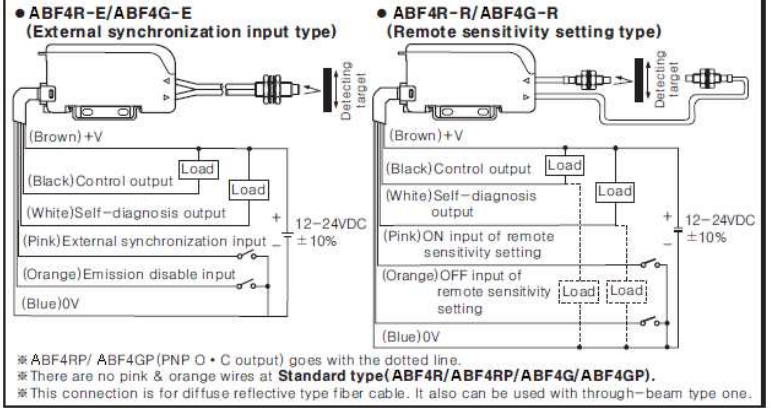 ● ABF4R-E/ABF4G-E
(External synchronization input type)
Detecting
target
(Brown)+V
Load
(Black)Control output
Load
(White)Self-diagnosis output
+
12-24VDC
(Pink)External synchronization input
-
±10%
(Orange)Emission disable input
(Blue)0V
● ABF4R-R/ABF4G-R
(Remote sensitivity setting type)
Detecting
target
(Brown)+V
(Black)Control output
Load
(White)Self-diagnosis
output
Load
+
12-24VDC
(Pink)ON input of remote
sensitivity setting
-
±10%
(Orange)OFF input of
remote sensitivity
setting
Load
Load
(Blue)0V
※ABF4RP/ ABF4GP(PNP O • C output) goes with the dotted line.
※There are no pink & orange wires at Standard type(ABF4R/ABF4RP/ABF4G/ABF4GP).
※This connection is for diffuse reflective type fiber cable. It also can be used with through-beam type one.